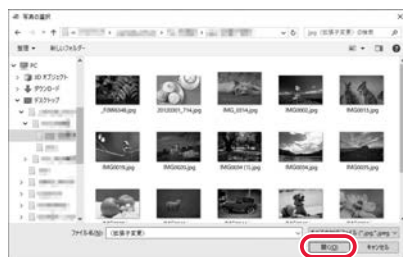 写真の選択
jpg (拡張子変更) の検索
整理 ▾ 新しいフォルダー
PC
3D オブジェクト
ダウンロード
デスクトップ
20120301_714.jpg
IMG_0314.jpg
IMG0002.jpg
IMG0013.jpg
IMG0019.jpg
IMG0020.jpg
IMG0034 (1).jpg
IMG0034.jpg
IMG0035.jpg
ファイル名(N): (拡張子変更)
開く(O)
キャンセル